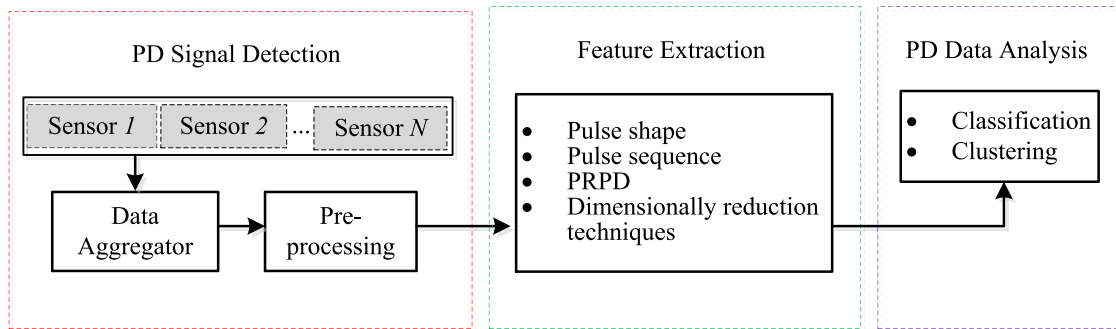 PD Signal Detection
Sensor 1 Sensor 2 ... Sensor N
Data
Aggregator
Pre-
processing
Feature Extraction
• Pulse shape
• Pulse sequence
• PRPD
• Dimensionally reduction
techniques
PD Data Analysis
• Classification
• Clustering